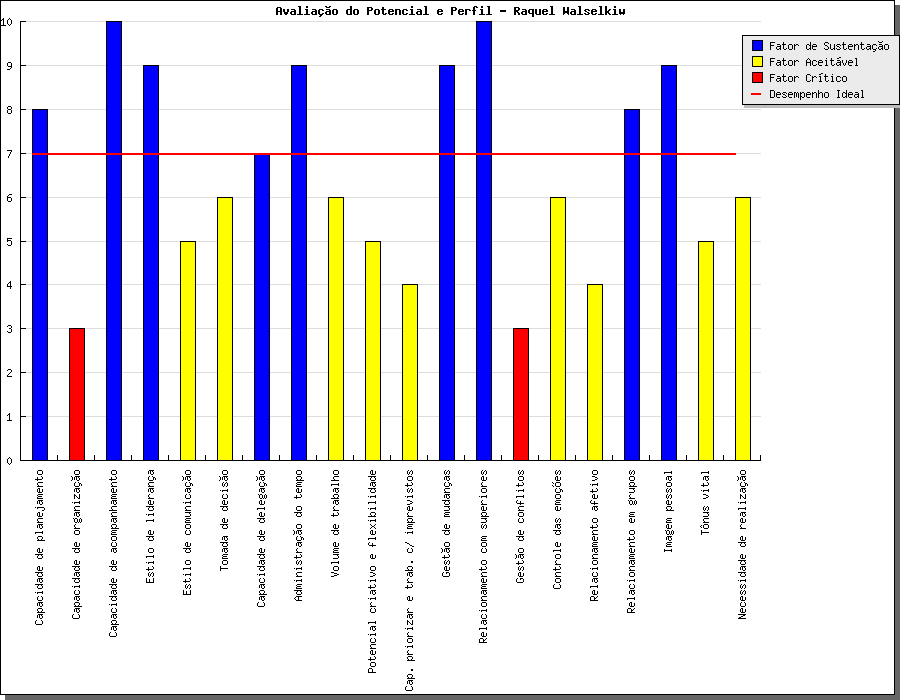 Avaliação do Potencial e Perfil - Raquel Walselkiw
Fator de Sustentação
Fator Aceitável
Fator Crítico
Desempenho Ideal
10
9
8
7
6
5
4
3
2
1
0
Capacidade de planejamento
Capacidade de organização
Capacidade de acompanhamento
Estilo de liderança
Estilo de comunicação
Tomada de decisão
Capacidade de delegação
Administração do tempo
Volume de trabalho
Potencial criativo e flexibilidade
Cap. priorizar e trab. c/ imprevistos
Gestão de mudanças
Relacionamento com superiores
Gestão de conflitos
Controle das emoções
Relacionamento afetivo
Relacionamento em grupos
Imagem pessoal
Tônus vital
Necessidade de realização